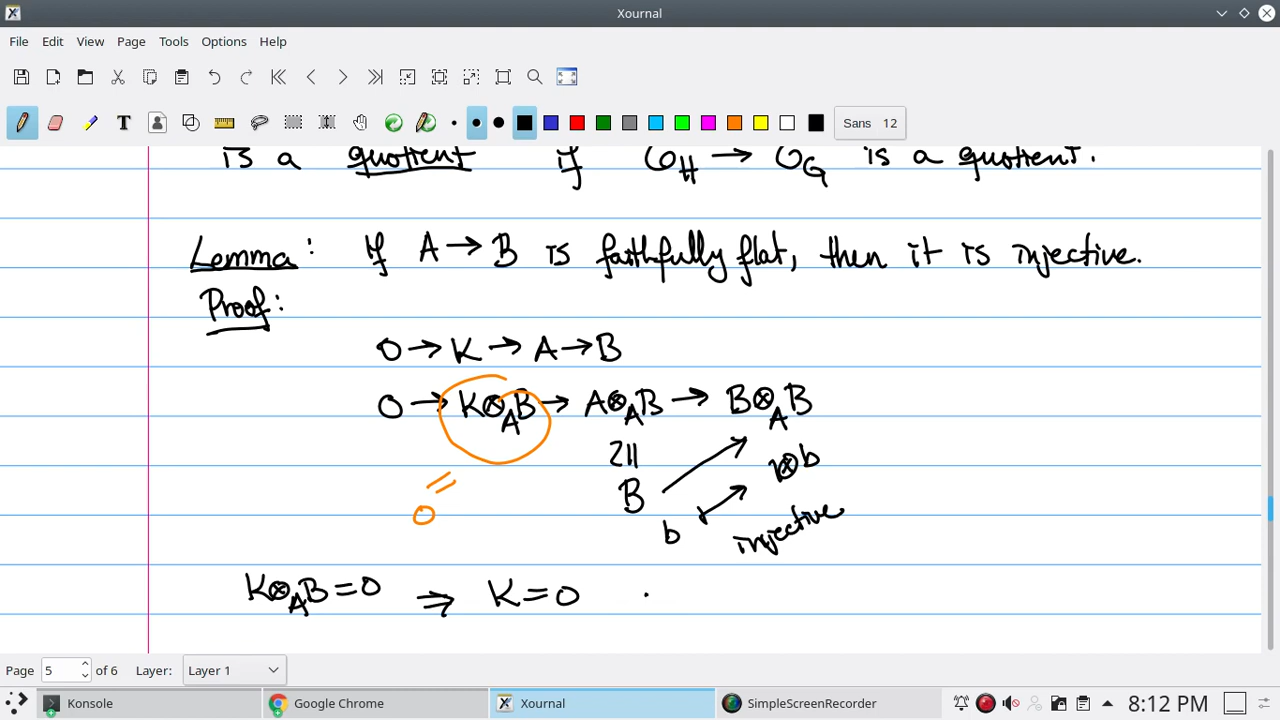 Xournal
File Edit View Page Tools Options Help
Sans 12
is a quotient if O_H → O_G is a quotient.
Lemma: If A → B is faithfully flat, then it is injective.
Proof:
0 → K → A → B
0 → K⊗_A B → A⊗_A B → B⊗_A B
≅
B
1⊗b
0 =
b ↦
injective
K⊗_A B = 0 ⇒ K = 0
Page 5 of 6 Layer: Layer 1
Konsole Google Chrome Xournal SimpleScreenRecorder 8:12 PM